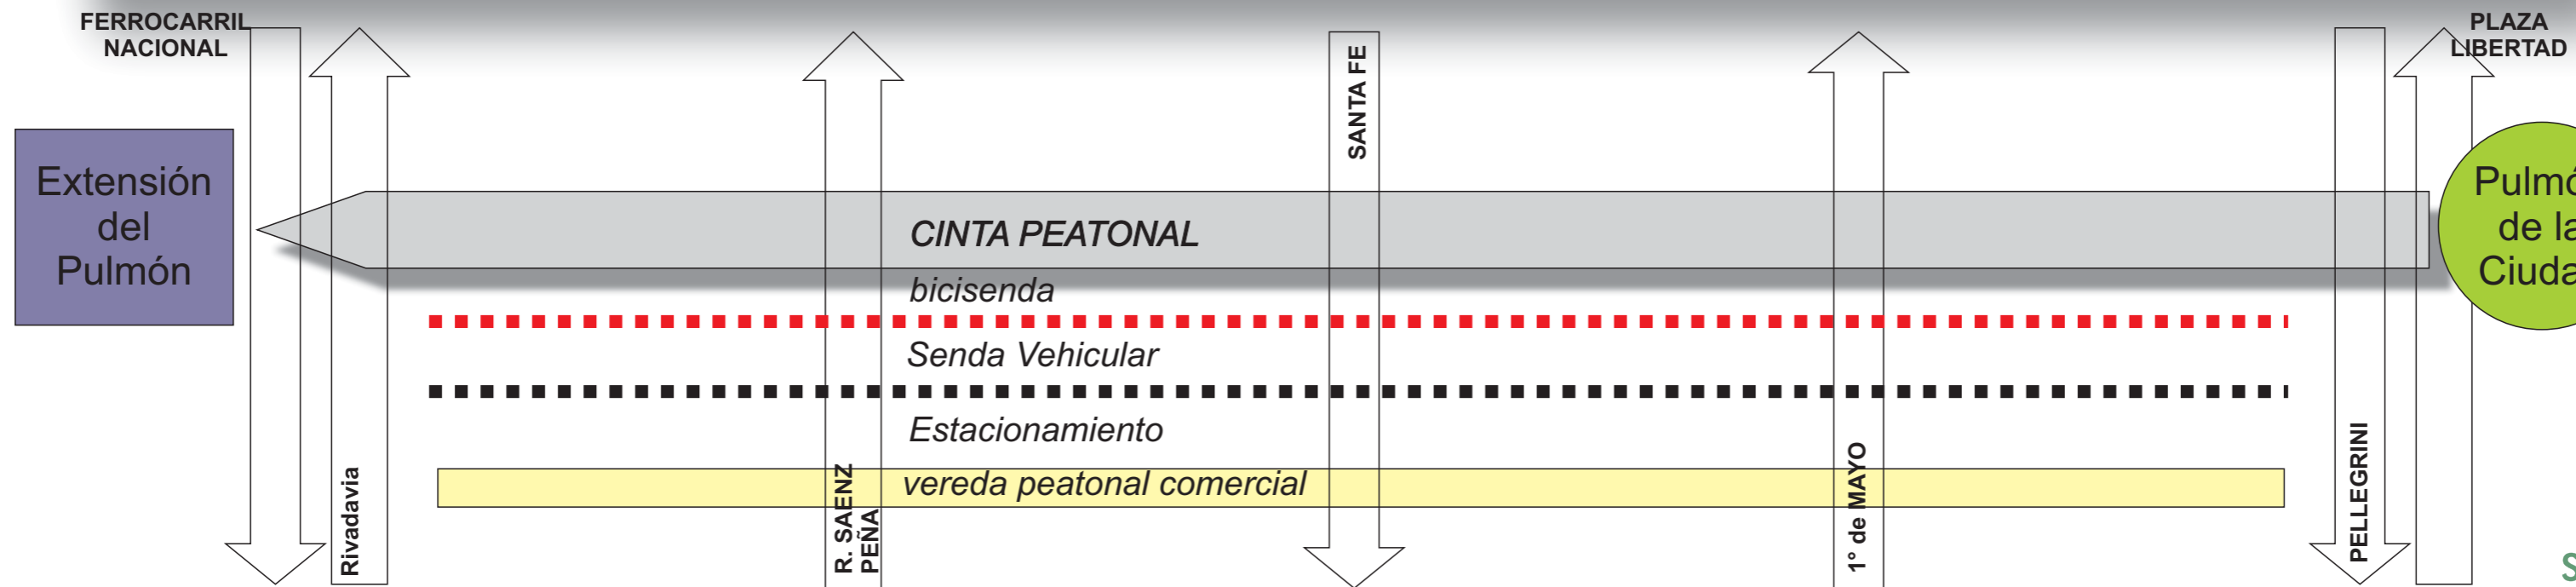 FERROCARRIL
NACIONAL
PLAZA
LIBERTAD
SANTA FE
Extensión
del
Pulmón
CINTA PEATONAL
de
bicisenda
Senda Vehicular
Estacionamiento
vereda peatonal comercial
Rivadavia
R. SAENZ
PEÑA
1° de MAYO
PELLEGRINI